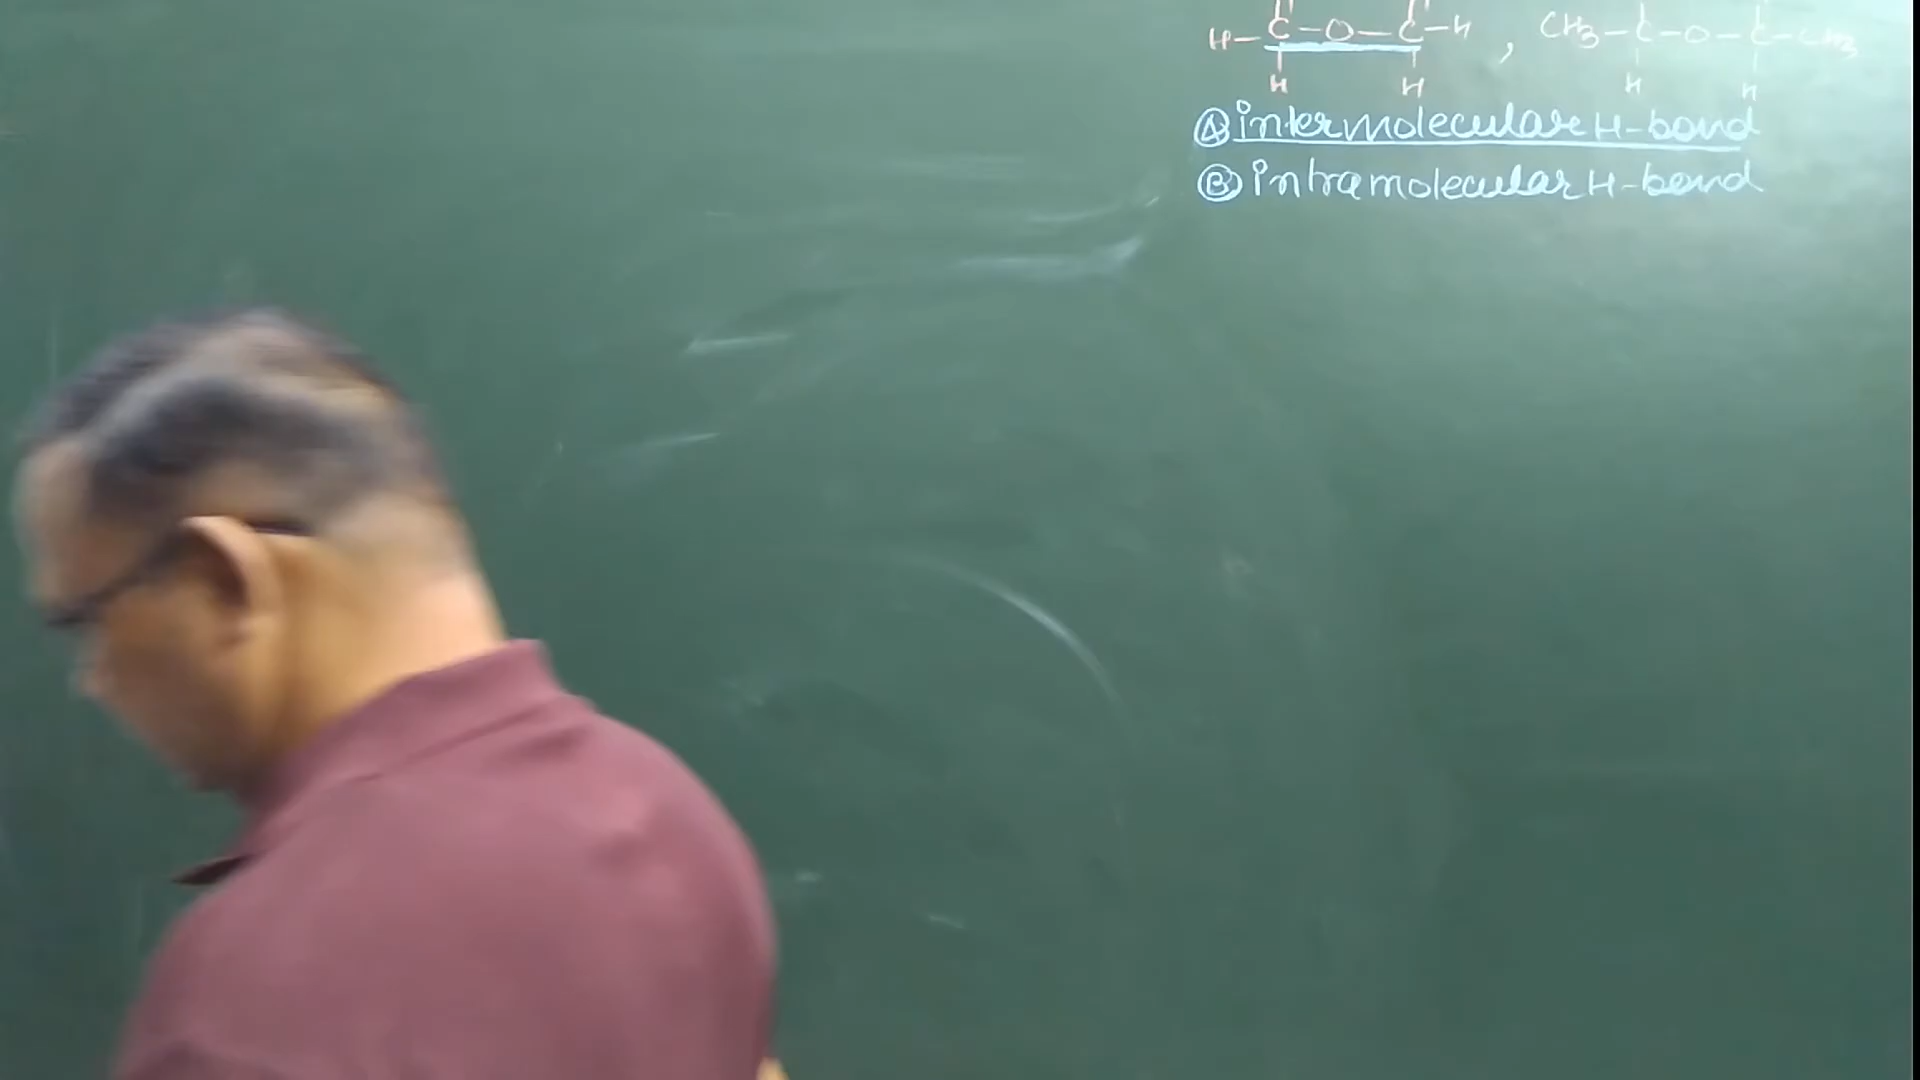 H–C–O–C–H , CH3–C–O–C–CH3
H H H H
Ⓐ intermolecular H-bond
Ⓑ intramolecular H-bond